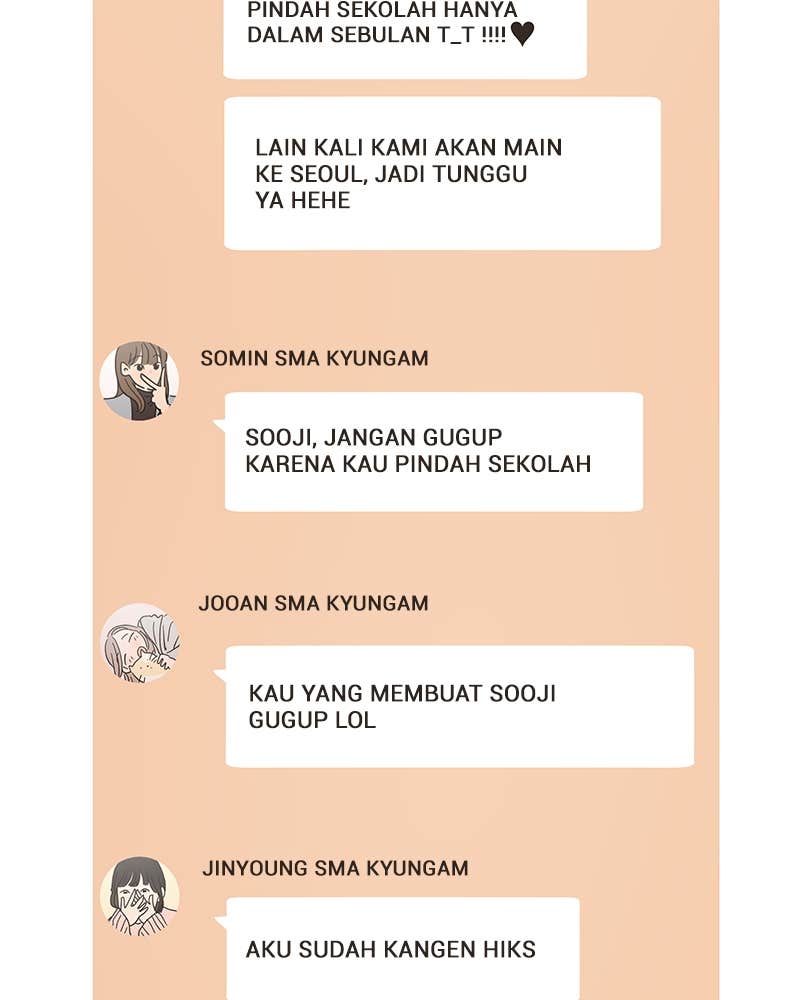 PINDAH SEKOLAH HANYA
DALAM SEBULAN T_T !!!!♥
LAIN KALI KAMI AKAN MAIN
KE SEOUL, JADI TUNGGU
YA HEHE
SOMIN SMA KYUNGAM
SOOJI, JANGAN GUGUP
KARENA KAU PINDAH SEKOLAH
JOOAN SMA KYUNGAM
KAU YANG MEMBUAT SOOJI
GUGUP LOL
JINYOUNG SMA KYUNGAM
AKU SUDAH KANGEN HIKS